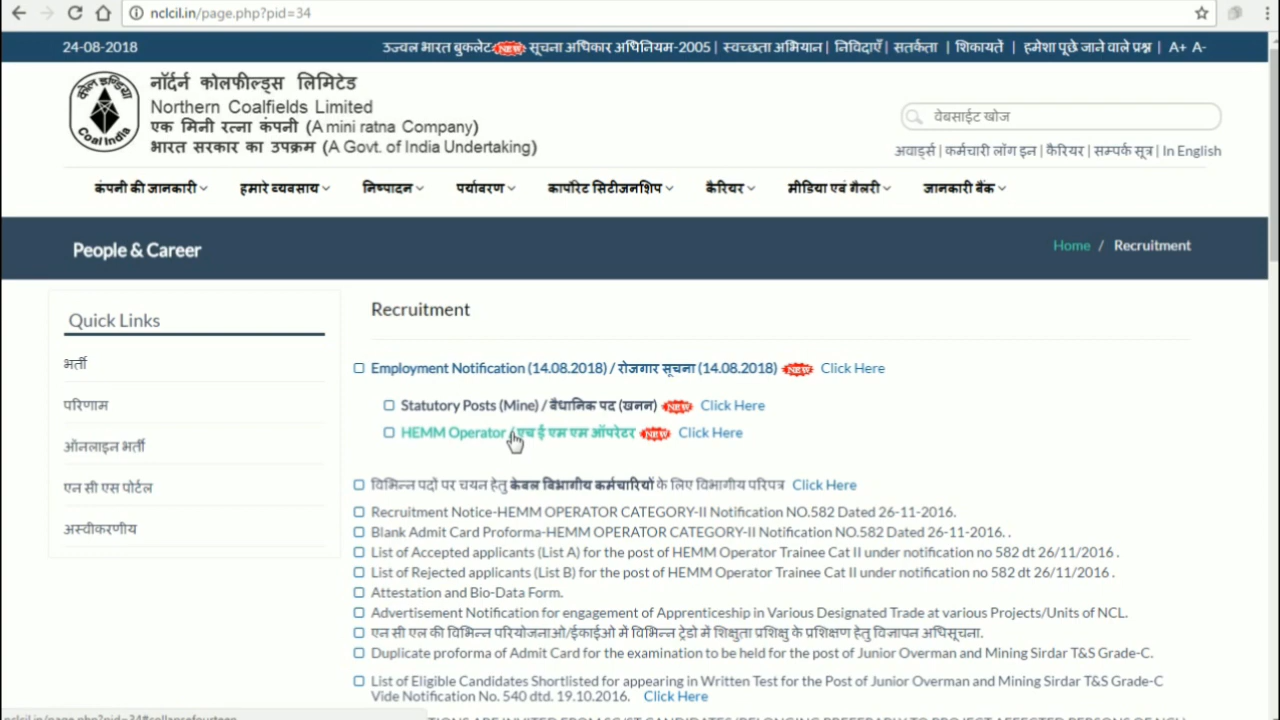 nclcil.in/page.php?pid=34
24-08-2018
उज्वल भारत बुकलेट NEW सूचना अधिकार अधिनियम-2005 | स्वच्छता अभियान | निविदाएँ | सतर्कता | शिकायतें | हमेशा पूछे जाने वाले प्रश्न | A+ A-
कोल इण्डिया
Coal India
नॉर्दर्न कोलफील्ड्स लिमिटेड
Northern Coalfields Limited
एक मिनी रत्ना कंपनी (A mini ratna Company)
भारत सरकार का उपक्रम (A Govt. of India Undertaking)
वेबसाईट खोज
अवार्ड्स | कर्मचारी लॉग इन | कैरियर | सम्पर्क सूत्र | In English
कंपनी की जानकारी हमारे व्यवसाय निष्पादन पर्यावरण कार्पोरेट सिटीजनशिप कैरियर मीडिया एवं गैलरी जानकारी बैंक
People & Career
Home / Recruitment
Quick Links
भर्ती
परिणाम
ऑनलाइन भर्ती
एन सी एस पोर्टल
अस्वीकरणीय
Recruitment
Employment Notification (14.08.2018) / रोजगार सूचना (14.08.2018) NEW Click Here
Statutory Posts (Mine) / वैधानिक पद (खनन) NEW Click Here
HEMM Operator / एच ई एम एम ऑपरेटर NEW Click Here
विभिन्न पदों पर चयन हेतु केवल विभागीय कर्मचारियों के लिए विभागीय परिपत्र Click Here
Recruitment Notice-HEMM OPERATOR CATEGORY-II Notification NO.582 Dated 26-11-2016.
Blank Admit Card Proforma-HEMM OPERATOR CATEGORY-II Notification NO.582 Dated 26-11-2016. .
List of Accepted applicants (List A) for the post of HEMM Operator Trainee Cat II under notification no 582 dt 26/11/2016 .
List of Rejected applicants (List B) for the post of HEMM Operator Trainee Cat II under notification no 582 dt 26/11/2016 .
Attestation and Bio-Data Form.
Advertisement Notification for engagement of Apprenticeship in Various Designated Trade at various Projects/Units of NCL.
एन सी एल की विभिन्न परियोजनाओ/ईकाईओ में विभिन्न ट्रेडो में शिक्षुता प्रशिक्षु के प्रशिक्षण हेतु विज्ञापन अधिसूचना.
Duplicate proforma of Admit Card for the examination to be held for the post of Junior Overman and Mining Sirdar T&S Grade-C.
List of Eligible Candidates Shortlisted for appearing in Written Test for the Post of Junior Overman and Mining Sirdar T&S Grade-C
Vide Notification No. 540 dtd. 19.10.2016. Click Here